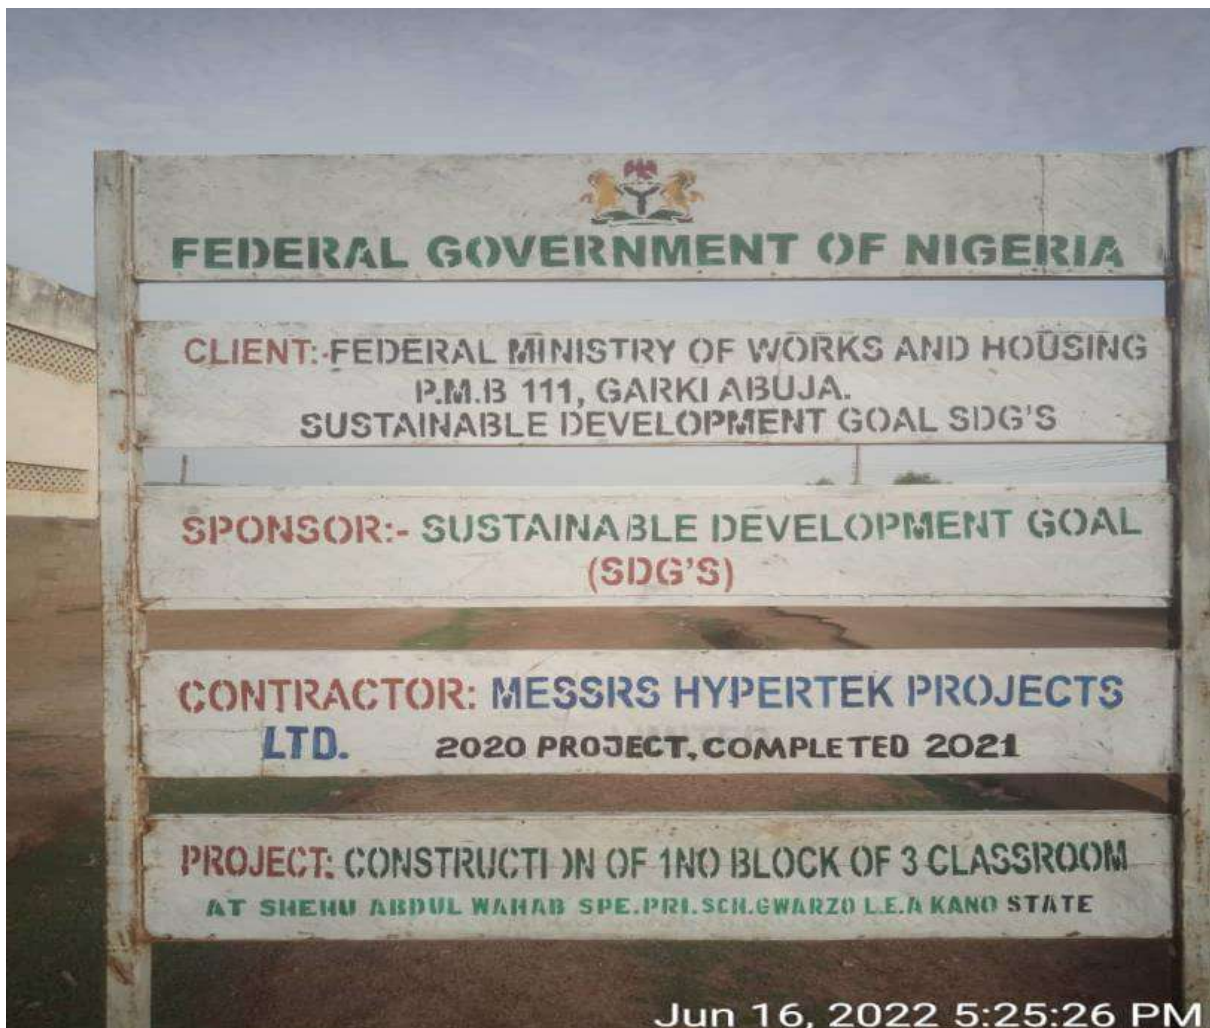 FEDERAL GOVERNMENT OF NIGERIA
CLIENT:-FEDERAL MINISTRY OF WORKS AND HOUSING
P.M.B 111, GARKI ABUJA.
SUSTAINABLE DEVELOPMENT GOAL SDG'S
SPONSOR:- SUSTAINABLE DEVELOPMENT GOAL
(SDG'S)
CONTRACTOR: MESSRS HYPERTEK PROJECTS
LTD. 2020 PROJECT, COMPLETED 2021
PROJECT: CONSTRUCTION OF 1NO BLOCK OF 3 CLASSROOM
AT SHEHU ABDUL WAHAB SPE.PRI.SCH.GWARZO L.E.A KANO STATE
Jun 16, 2022 5:25:26 PM